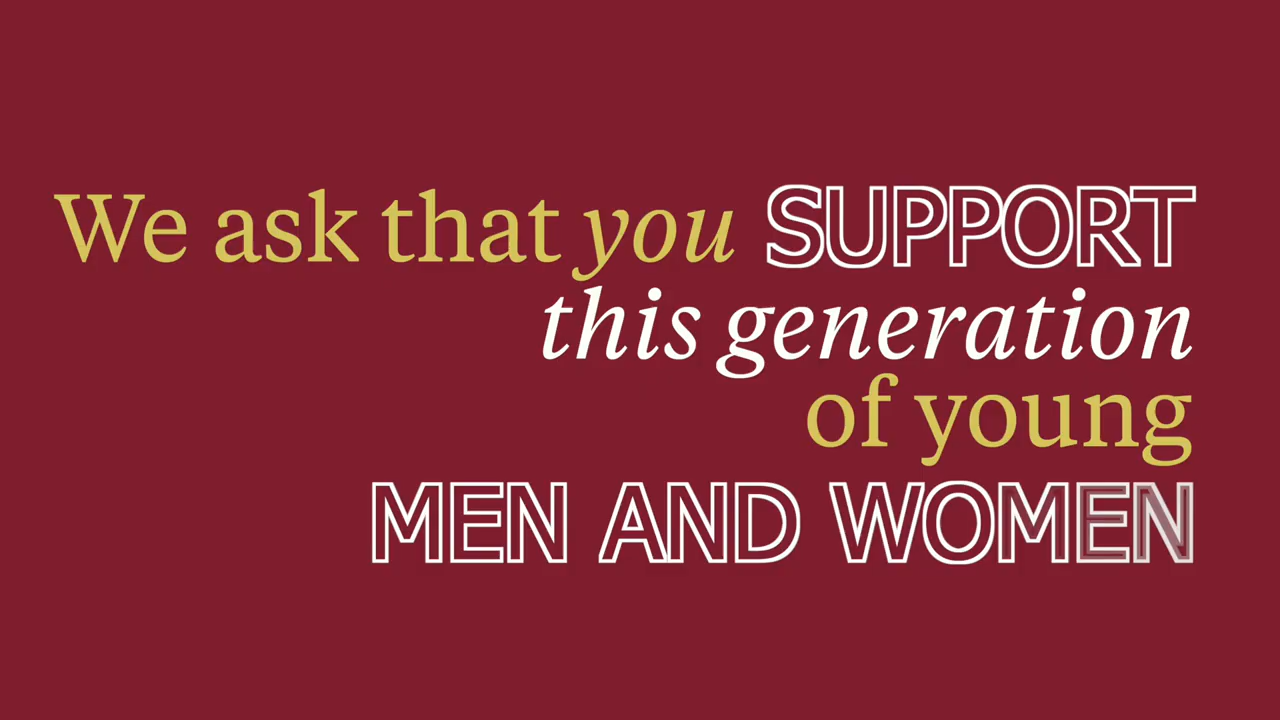 We ask that you SUPPORT
this generation
of young
MEN AND WOMEN